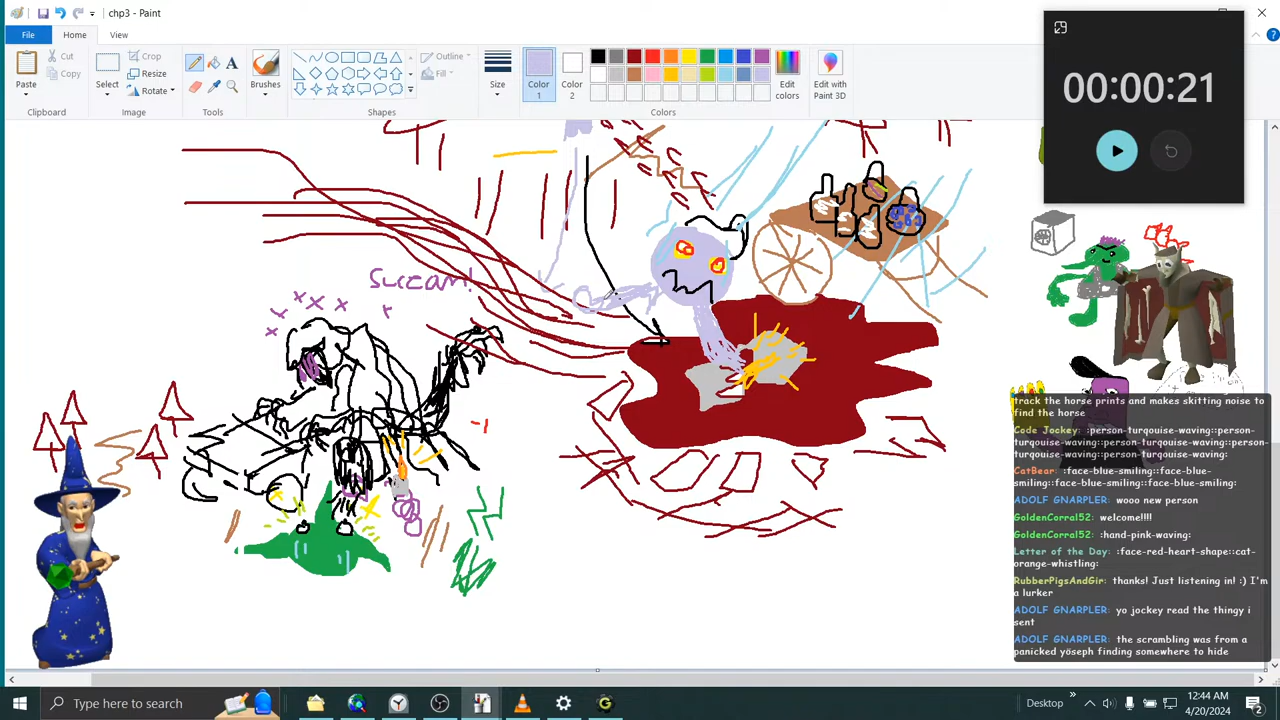 chp3 - Paint
File
Home
View
Paste
Cut
Copy
Select
Crop
Resize
Rotate
Brushes
Outline
Fill
Size
Color 1
Color 2
Edit colors
Edit with Paint 3D
Clipboard
Image
Tools
Shapes
Colors
00:00:21
Scream!
-1
track the horse prints and makes skitting noise to
find the horse
Code Jockey: :person-turqouise-waving::person-
turqouise-waving::person-turqouise-waving::person-
turqouise-waving:
CatBear: :face-blue-smiling::face-blue-
smiling::face-blue-smiling::face-blue-smiling:
ADOLF GNARPLER: wooo new person
GoldenCorral52: welcome!!!!
GoldenCorral52: :hand-pink-waving:
Letter of the Day: :face-red-heart-shape::cat-
orange-whistling:
RubberPigsAndGir: thanks! Just listening in! :) I'm
a lurker
ADOLF GNARPLER: yo jockey read the thingy i
sent
ADOLF GNARPLER: the scrambling was from a
panicked yöseph finding somewhere to hide
Type here to search
Desktop
12:44 AM
4/20/2024
2